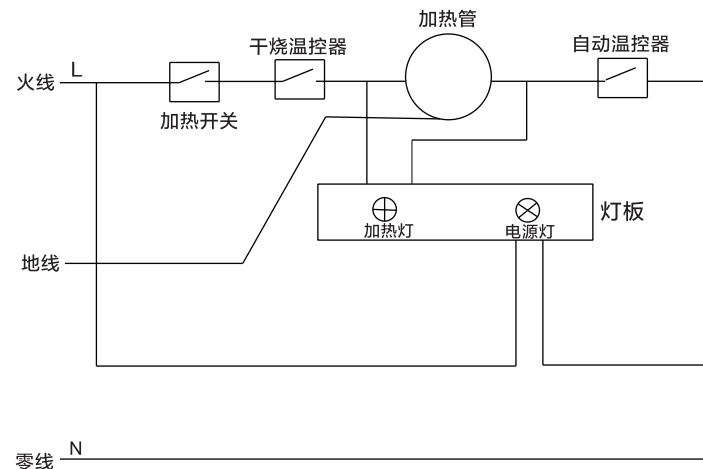 加热管
干烧温控器
自动温控器
火线 L
加热开关
灯板
加热灯
电源灯
地线
零线 N